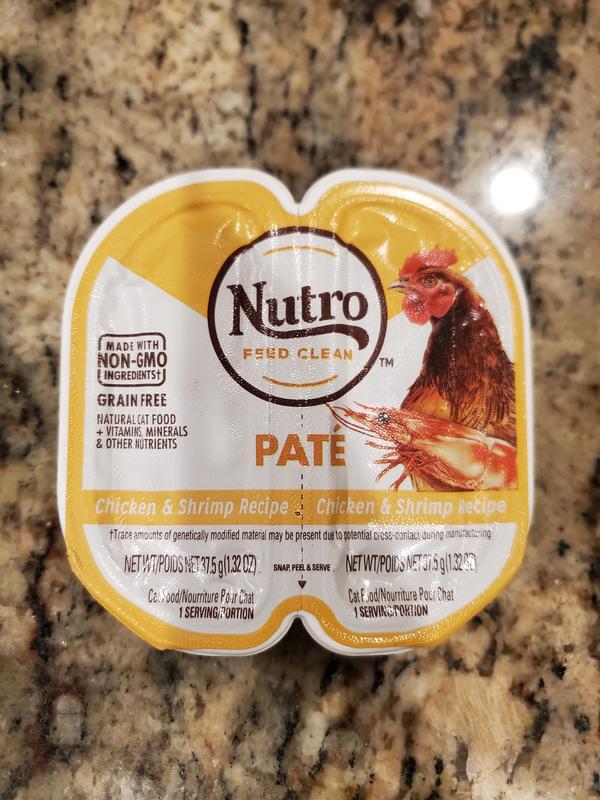 Nutro
FEED CLEAN
TM
MADE WITH
NON-GMO
INGREDIENTS†
GRAIN FREE
NATURAL CAT FOOD
+ VITAMINS, MINERALS
& OTHER NUTRIENTS
PATÉ
Chicken & Shrimp Recipe Chicken & Shrimp Recipe
†Trace amounts of genetically modified material may be present due to potential cross-contact during manufacturing
NET WT/POIDS NET 37.5 g (1.32 OZ) SNAP, PEEL & SERVE NET WT/POIDS NET 37.5 g (1.32 OZ)
Cat Food/Nourriture Pour Chat Cat Food/Nourriture Pour Chat
1 SERVING/PORTION 1 SERVING/PORTION